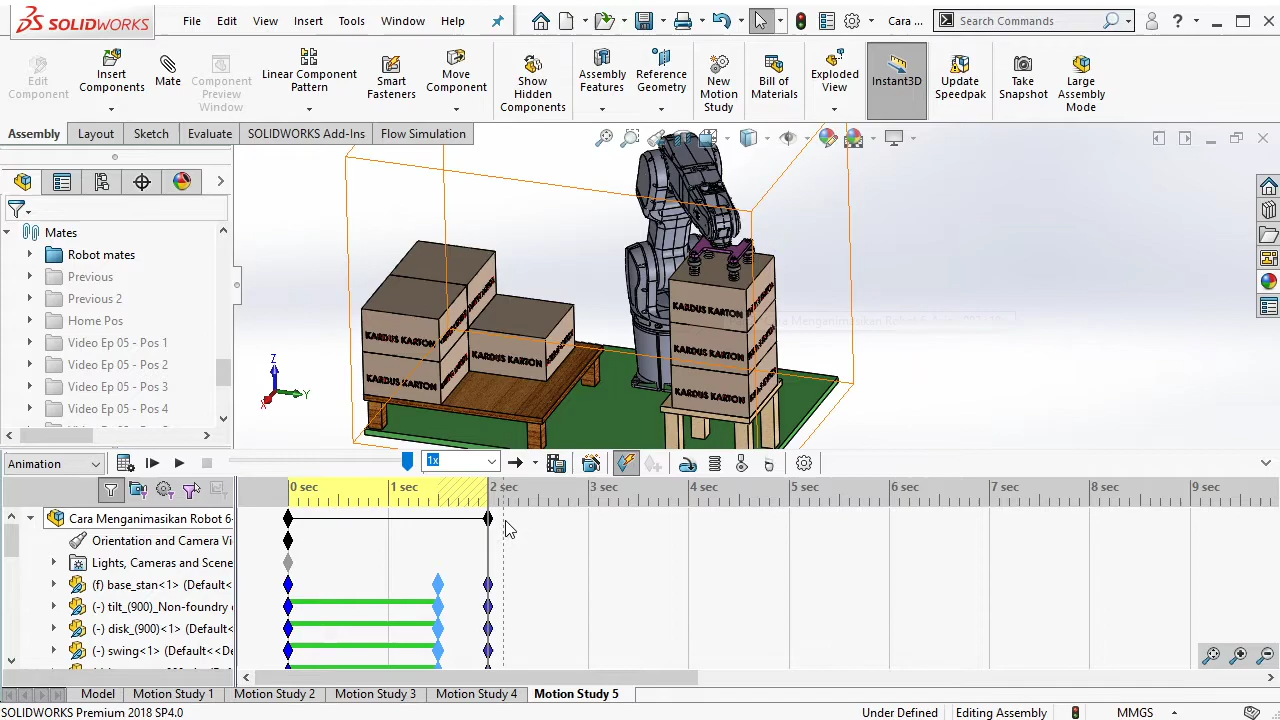 SOLIDWORKS File Edit View Insert Tools Window Help Cara ... Search Commands ?
Edit Component
Insert Components
Mate
Component Preview Window
Linear Component Pattern
Smart Fasteners
Move Component
Show Hidden Components
Assembly Features
Reference Geometry
New Motion Study
Bill of Materials
Exploded View
Instant3D
Update Speedpak
Take Snapshot
Large Assembly Mode
Assembly Layout Sketch Evaluate SOLIDWORKS Add-Ins Flow Simulation
Mates
Robot mates
Previous
Previous 2
Home Pos
Video Ep 05 - Pos 1
Video Ep 05 - Pos 2
Video Ep 05 - Pos 3
Video Ep 05 - Pos 4
KARDUS KARTON
KARDUS KARTON
KARDUS KARTON
KARDUS KARTON
KARDUS KARTON
KARDUS KARTON
Z
Y
X
Animation 1x
0 sec 1 sec 2 sec 3 sec 4 sec 5 sec 6 sec 7 sec 8 sec 9 sec
Cara Menganimasikan Robot 6-
Orientation and Camera Vi
Lights, Cameras and Scene
(f) base_stan<1> (Default<
(-) tilt_(900)_Non-foundry
(-) disk_(900)<1> (Default<
(-) swing<1> (Default<<De
Model Motion Study 1 Motion Study 2 Motion Study 3 Motion Study 4 Motion Study 5
SOLIDWORKS Premium 2018 SP4.0 Under Defined Editing Assembly MMGS